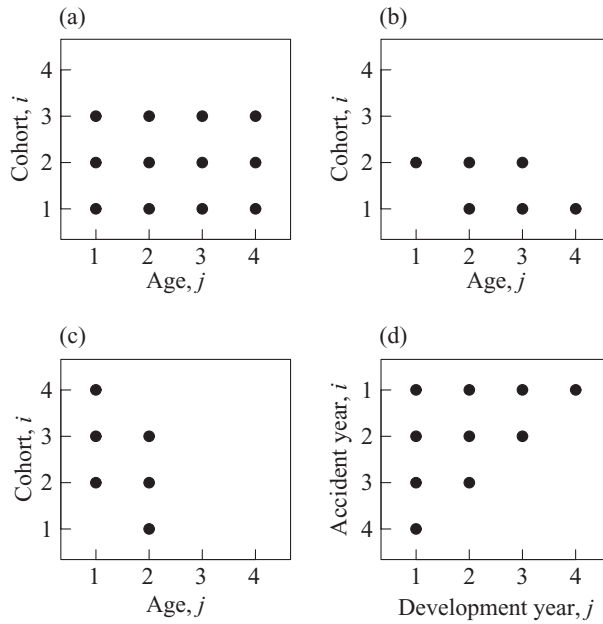 (a)
Cohort, i
4
3
2
1
1 2 3 4
Age, j
(b)
Cohort, i
4
3
2
1
1 2 3 4
Age, j
(c)
Cohort, i
4
3
2
1
1 2 3 4
Age, j
(d)
Accident year, i
1
2
3
4
1 2 3 4
Development year, j